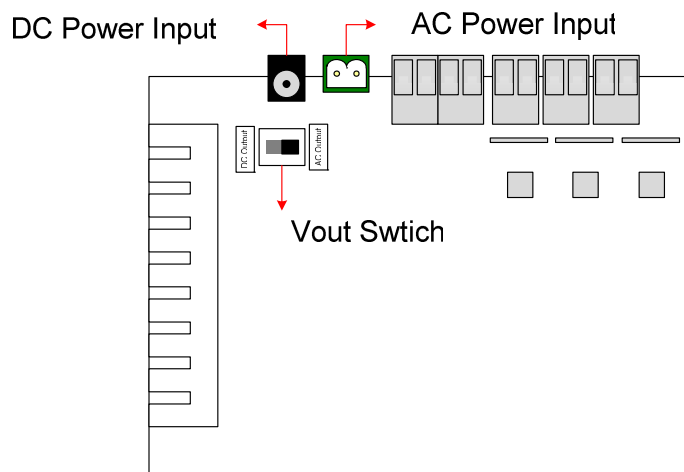 DC Power Input
AC Power Input
DC Output
AC Output
Vout Swtich